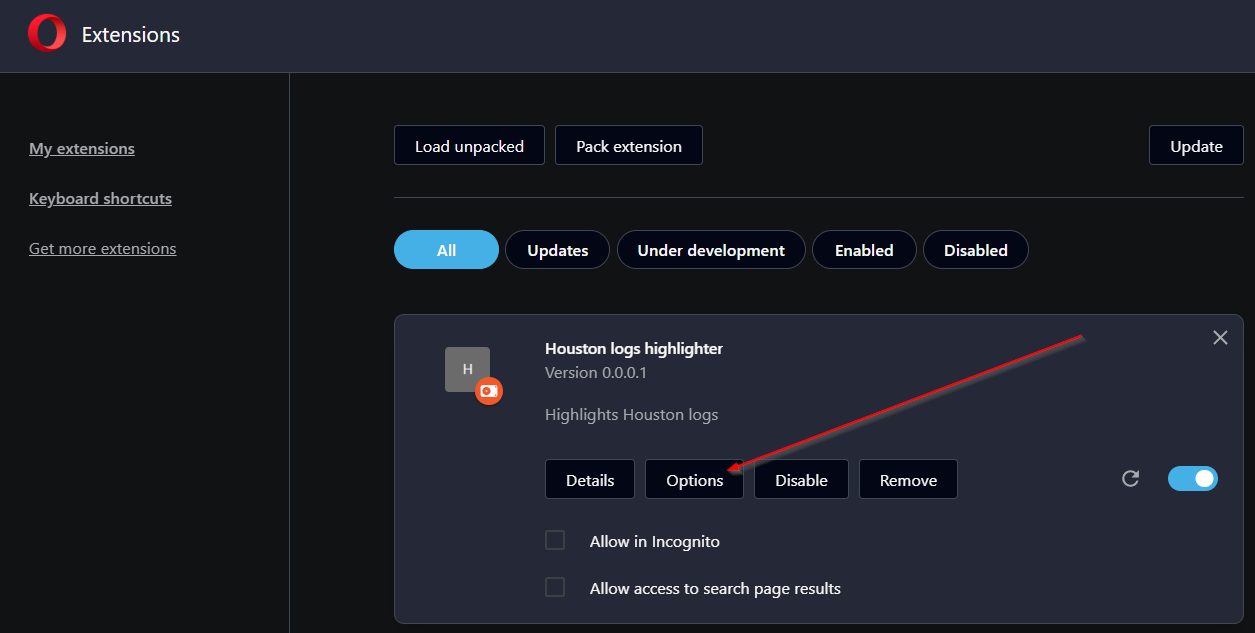 Extensions
My extensions
Keyboard shortcuts
Get more extensions
Load unpacked Pack extension Update
All Updates Under development Enabled Disabled
H
Houston logs highlighter
Version 0.0.0.1
Highlights Houston logs
Details Options Disable Remove
Allow in Incognito
Allow access to search page results